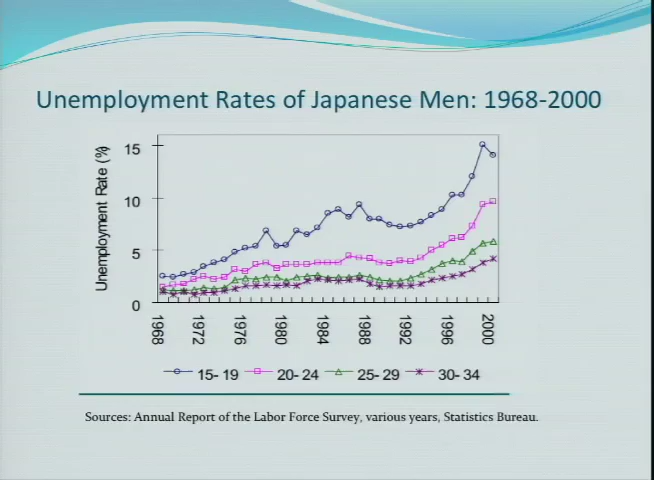 Unemployment Rates of Japanese Men: 1968-2000
Unemployment Rate (%)
15
10
5
0
1968 1972 1976 1980 1984 1988 1992 1996 2000
15- 19 20- 24 25- 29 30- 34
Sources: Annual Report of the Labor Force Survey, various years, Statistics Bureau.